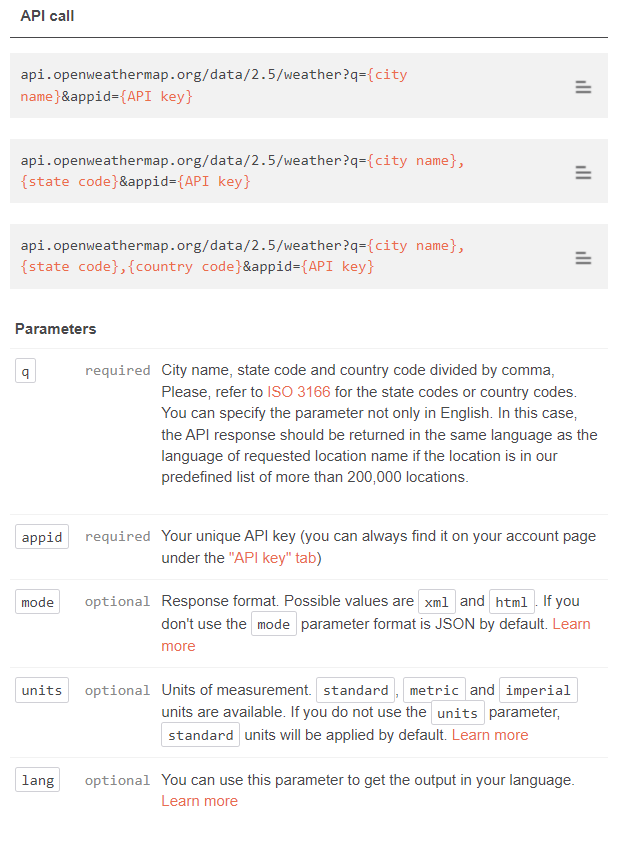 API call
api.openweathermap.org/data/2.5/weather?q={city
name}&appid={API key}
api.openweathermap.org/data/2.5/weather?q={city name},
{state code}&appid={API key}
api.openweathermap.org/data/2.5/weather?q={city name},
{state code},{country code}&appid={API key}
Parameters
q required City name, state code and country code divided by comma,
Please, refer to ISO 3166 for the state codes or country codes.
You can specify the parameter not only in English. In this case,
the API response should be returned in the same language as the
language of requested location name if the location is in our
predefined list of more than 200,000 locations.
appid required Your unique API key (you can always find it on your account page
under the "API key" tab)
mode optional Response format. Possible values are xml and html. If you
don't use the mode parameter format is JSON by default. Learn
more
units optional Units of measurement. standard, metric and imperial
units are available. If you do not use the units parameter,
standard units will be applied by default. Learn more
lang optional You can use this parameter to get the output in your language.
Learn more